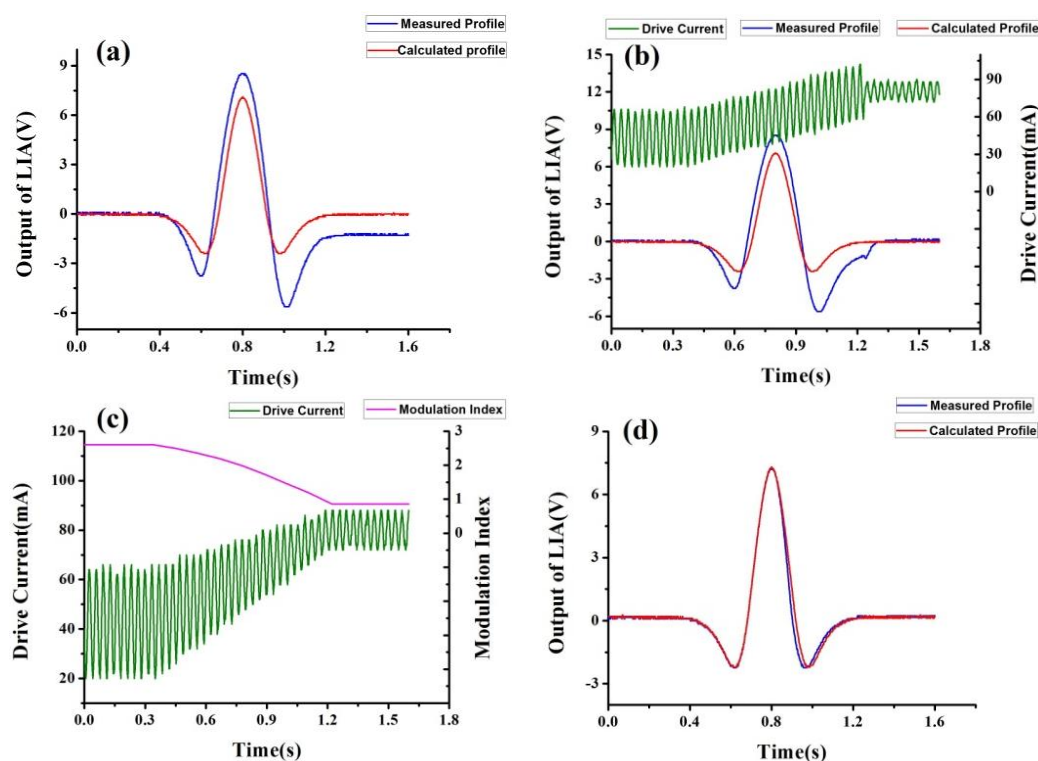 (a)
Measured Profile
Calculated profile
Output of LIA(V)
9
6
3
0
-3
-6
0.0 0.4 0.8 1.2 1.6
Time(s)
(b)
Drive Current Measured Profile Calculated Profile
Output of LIA(V)
15
12
9
6
3
0
-3
-6
90
60
30
0
Drive Current(mA)
0.0 0.3 0.6 0.9 1.2 1.5 1.8
Time(s)
(c)
Drive Current Modulation Index
Drive Current(mA)
120
100
80
60
40
20
3
2
1
0
Modulation Index
0.0 0.3 0.6 0.9 1.2 1.5 1.8
Time(s)
(d)
Measured Profile
Calculated Profile
Output of LIA(V)
9
6
3
0
-3
0.0 0.4 0.8 1.2 1.6
Time(s)